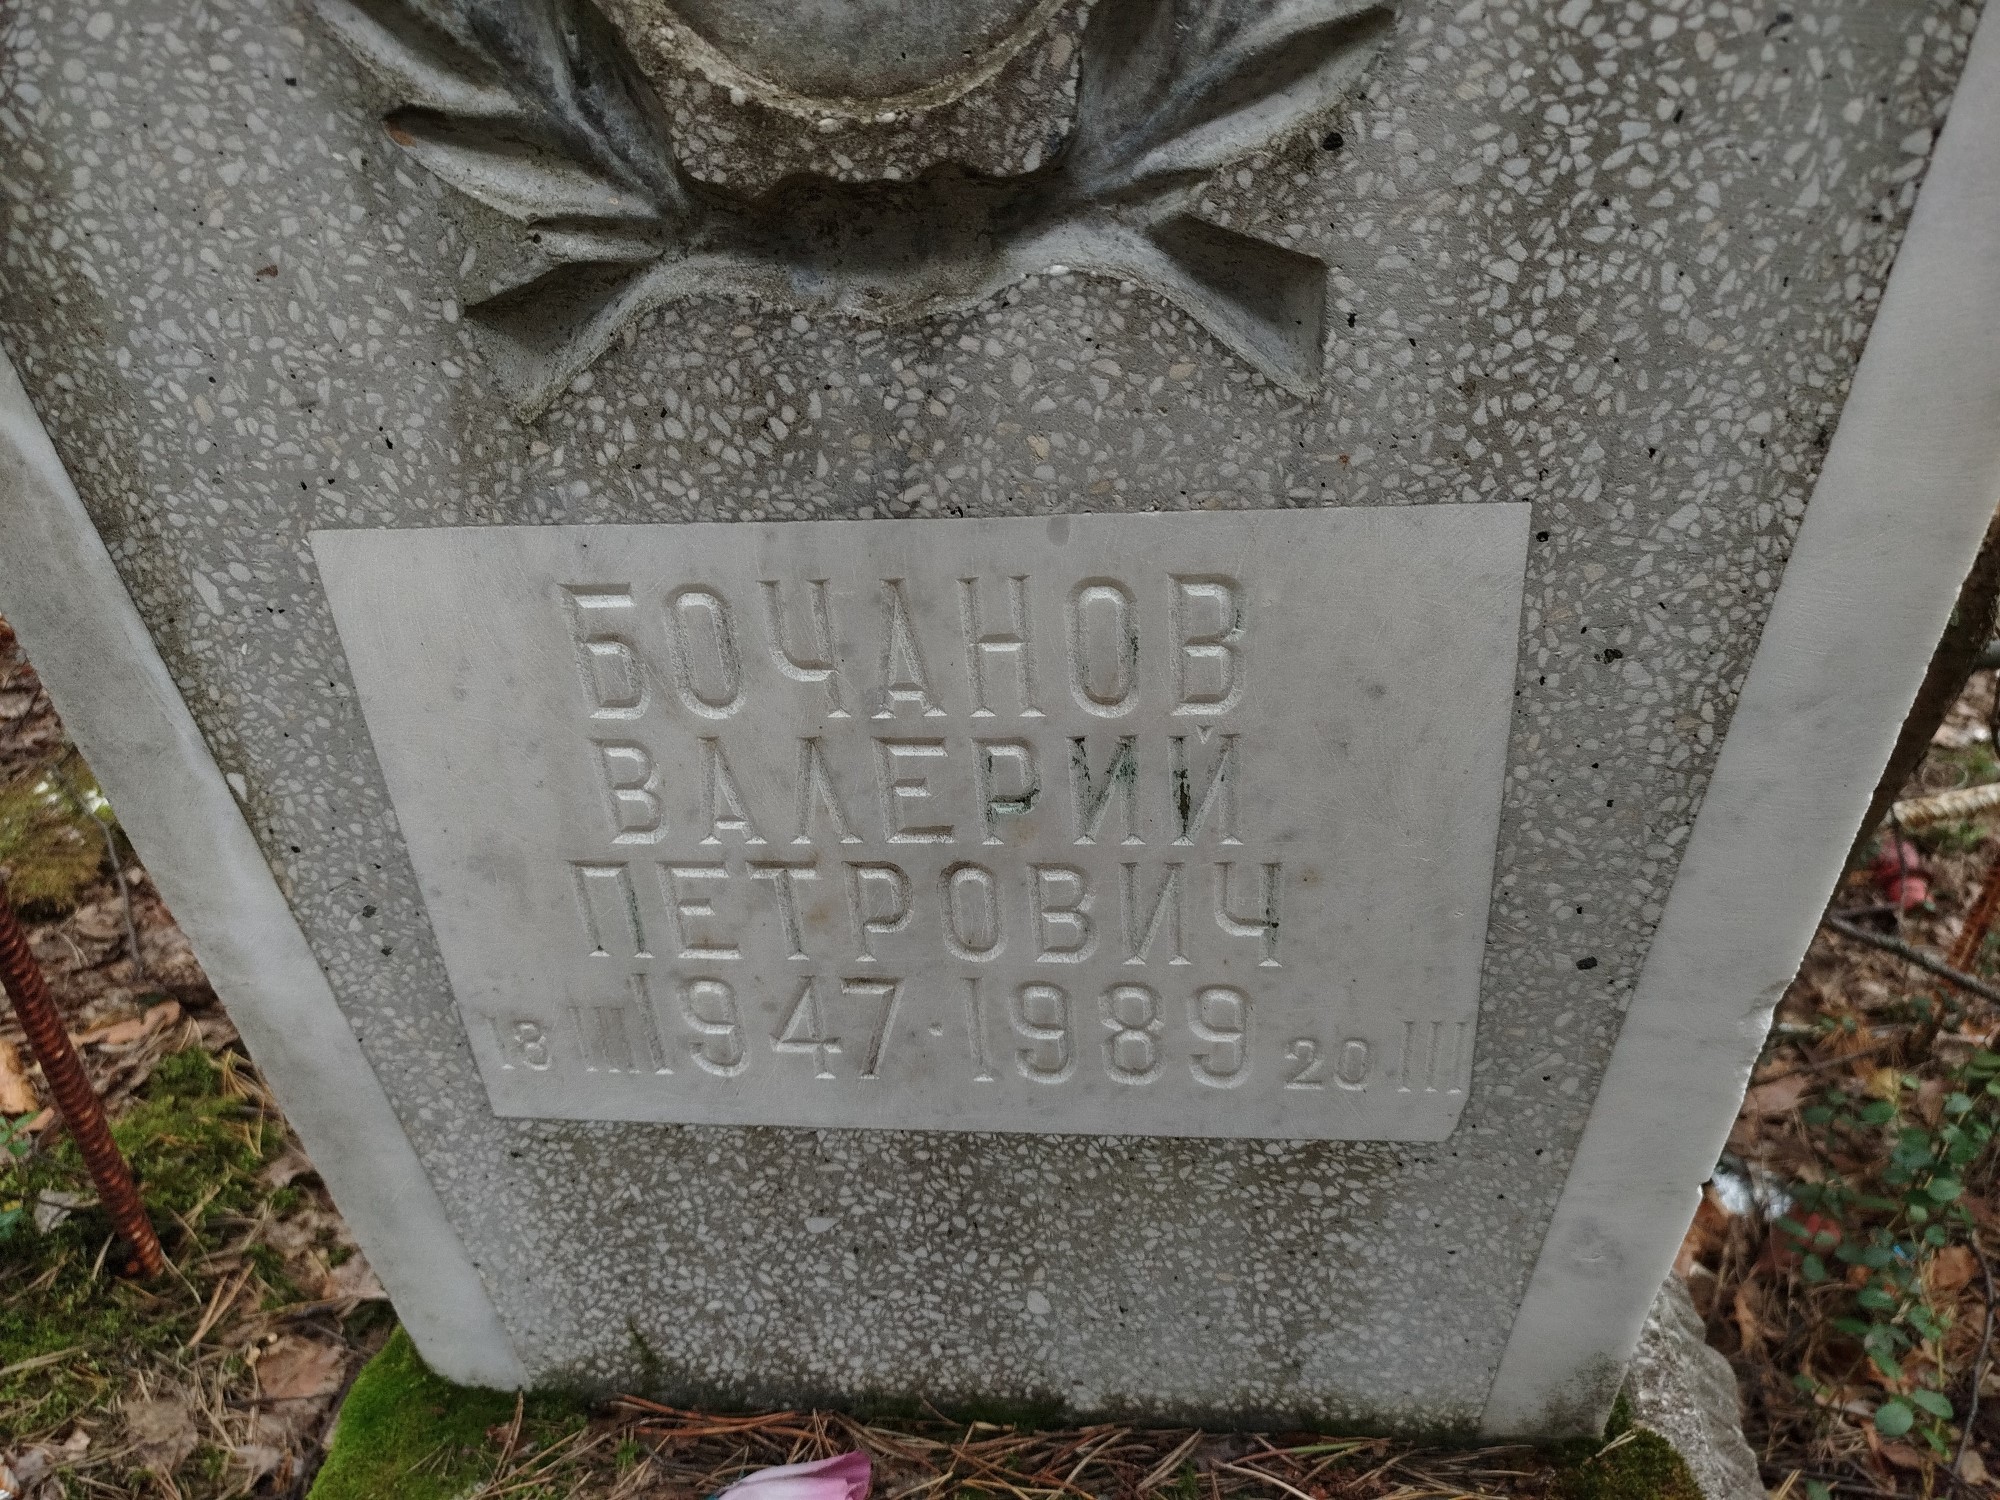 БОЧАНОВ
ВАЛЕРИЙ
ПЕТРОВИЧ
13 III 1947 · 1989 20 III